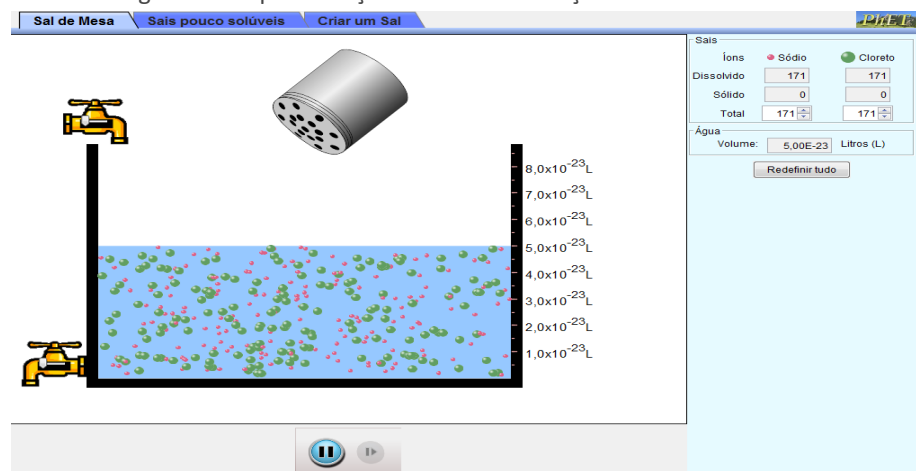 Sal de Mesa Sais pouco solúveis Criar um Sal PhET
Sais
Íons Sódio Cloreto
Dissolvido 171 171
Sólido 0 0
Total 171 171
Água
Volume: 5,00E-23 Litros (L)
Redefinir tudo
8,0x10-23L
7,0x10-23L
6,0x10-23L
5,0x10-23L
4,0x10-23L
3,0x10-23L
2,0x10-23L
1,0x10-23L